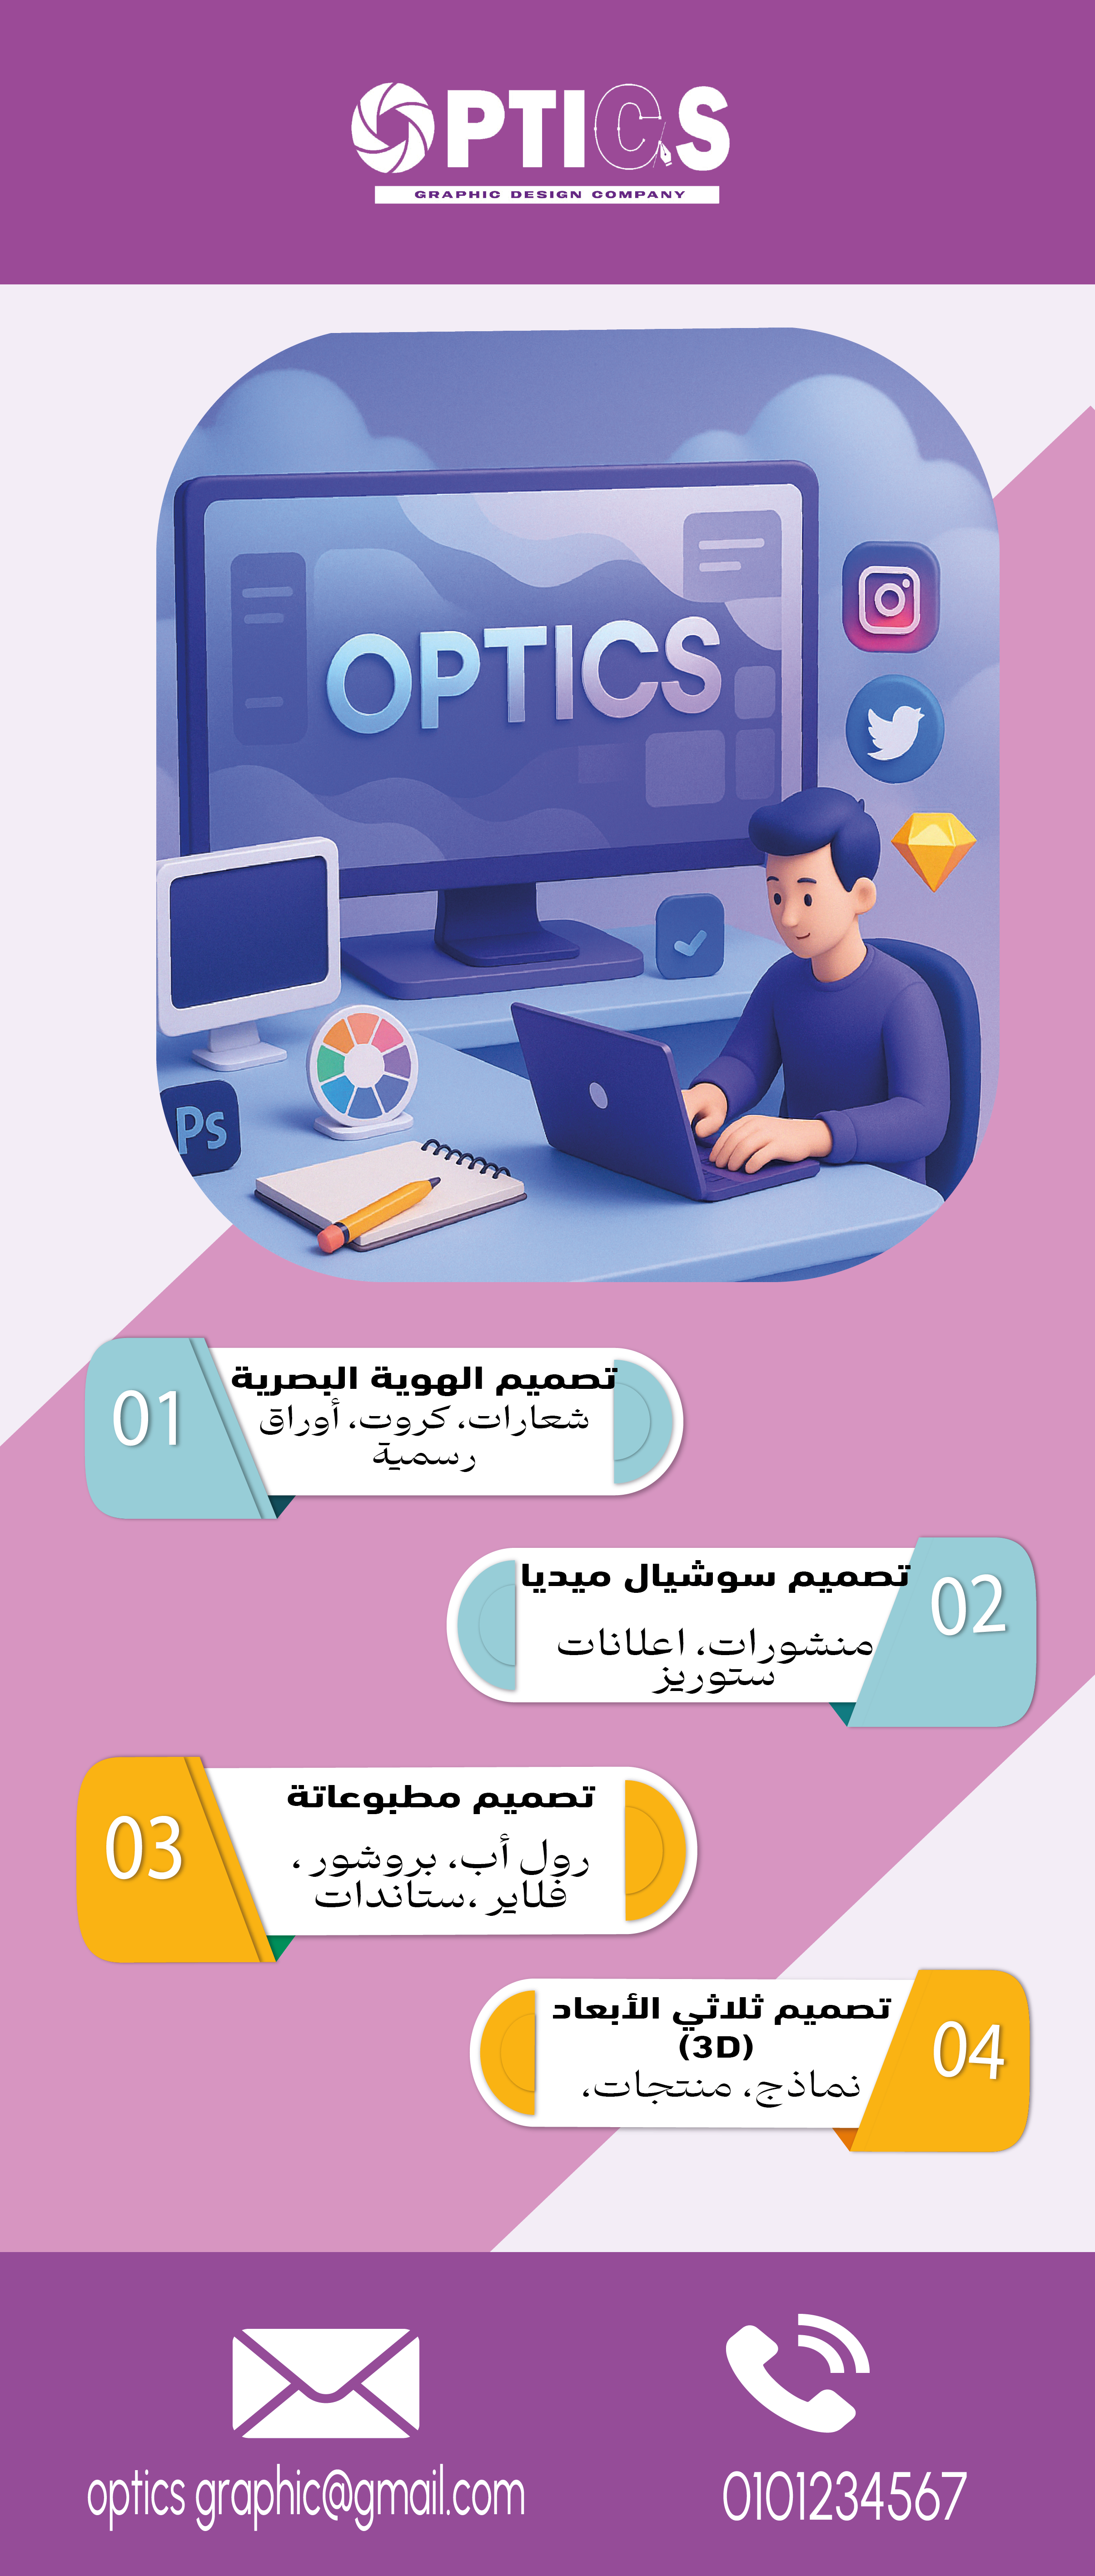 OPTICS
GRAPHIC DESIGN COMPANY
OPTICS
Ps
01
تصميم الهوية البصرية
شعارات، كروت، أوراق
رسمية
02
تصميم سوشيال ميديا
منشورات، اعلانات
ستوريز
03
تصميم مطبوعاتة
رول أب، بروشور ،
فلاير ،ستاندات
04
تصميم ثلاثي الأبعاد
(3D)
نماذج، منتجات،
optics graphic@gmail.com
0101234567